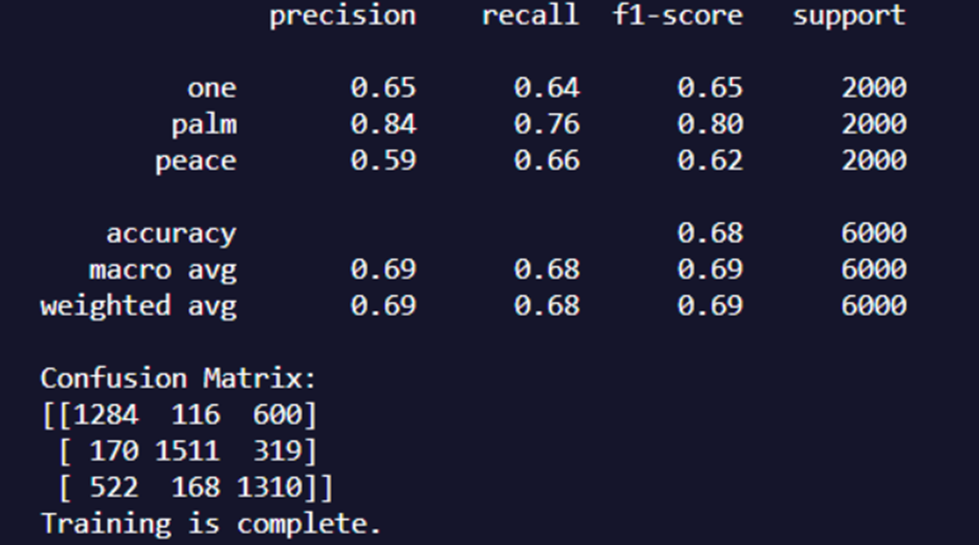 precision recall f1-score support
one 0.65 0.64 0.65 2000
palm 0.84 0.76 0.80 2000
peace 0.59 0.66 0.62 2000
accuracy 0.68 6000
macro avg 0.69 0.68 0.69 6000
weighted avg 0.69 0.68 0.69 6000
Confusion Matrix:
[[1284 116 600]
[ 170 1511 319]
[ 522 168 1310]]
Training is complete.